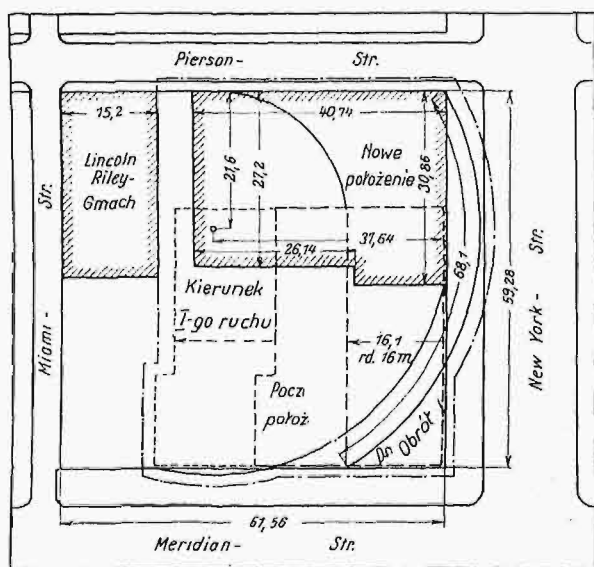 Pierson - Str.
15,2
40,74
Lincoln
Riley-
Gmach
Nowe
położenie
21,6
27,2
30,86
37,64
26,14
68,1
59,28
Str.
Miami -
Str.
New York -
Kierunek
I-go ruchu
16,1
rd. 16 m
Pocz.
położ
Obrót
61,56
Meridian - Str.